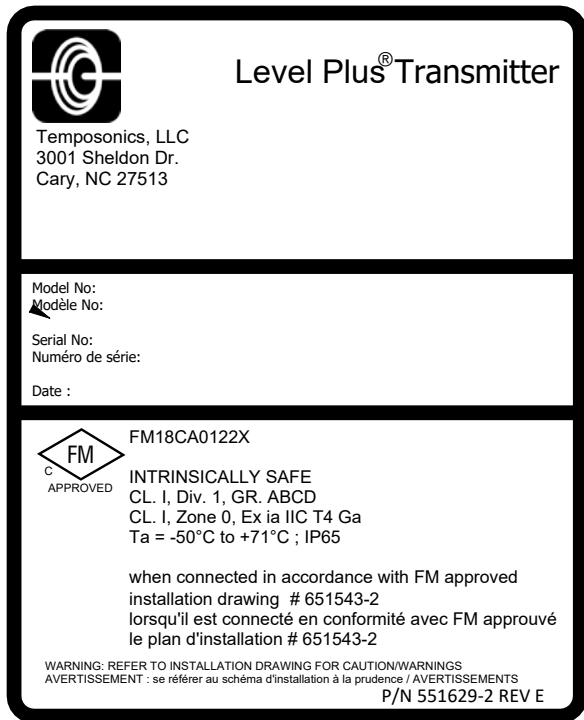 Level Plus® Transmitter
Temposonics, LLC
3001 Sheldon Dr.
Cary, NC 27513
Model No:
Modèle No:
Serial No:
Numéro de série:
Date :
FM18CA0122X
FM
C
APPROVED
INTRINSICALLY SAFE
CL. I, Div. 1, GR. ABCD
CL. I, Zone 0, Ex ia IIC T4 Ga
Ta = -50°C to +71°C ; IP65
when connected in accordance with FM approved
installation drawing # 651543-2
lorsqu'il est connecté en conformité avec FM approuvé
le plan d'installation # 651543-2
WARNING: REFER TO INSTALLATION DRAWING FOR CAUTION/WARNINGS
AVERTISSEMENT : se référer au schéma d'installation à la prudence / AVERTISSEMENTS
P/N 551629-2 REV E